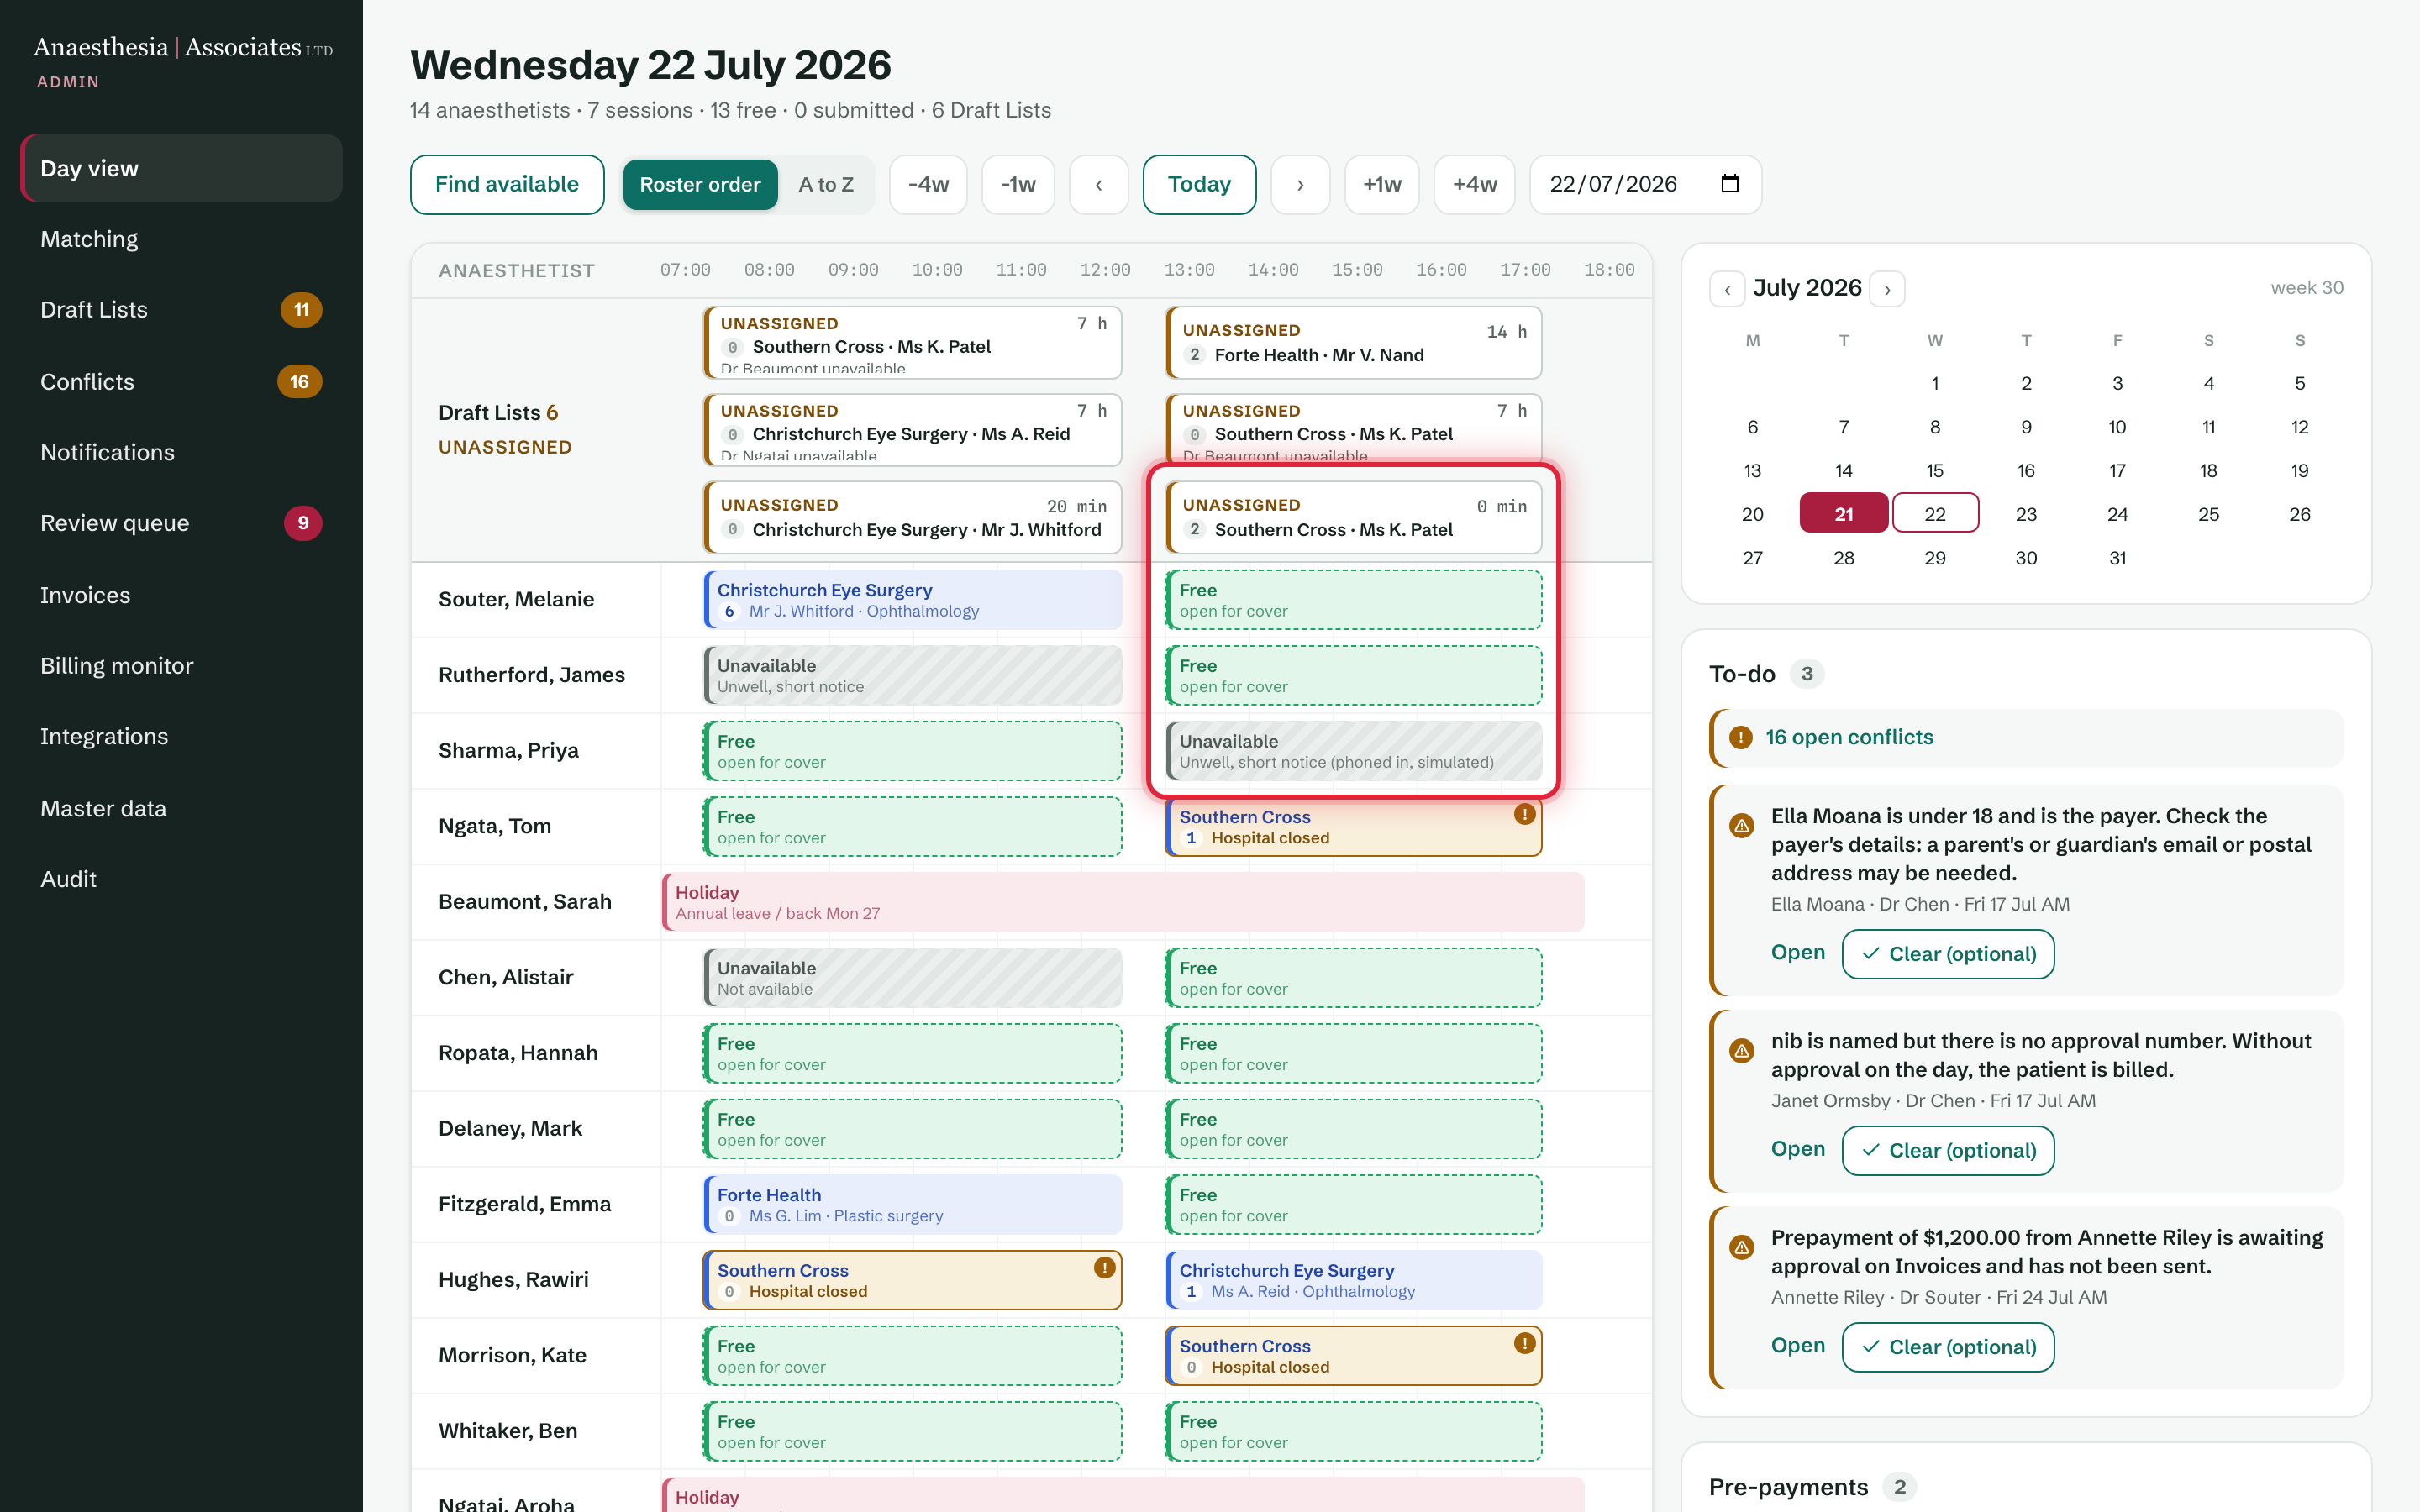 Anaesthesia | Associates LTD
ADMIN
Day view
Matching
Draft Lists 11
Conflicts 16
Notifications
Review queue 9
Invoices
Billing monitor
Integrations
Master data
Audit
Wednesday 22 July 2026
14 anaesthetists · 7 sessions · 13 free · 0 submitted · 6 Draft Lists
Find available Roster order A to Z -4w -1w ‹ Today › +1w +4w 22/07/2026
ANAESTHETIST 07:00 08:00 09:00 10:00 11:00 12:00 13:00 14:00 15:00 16:00 17:00 18:00
Draft Lists 6
UNASSIGNED
UNASSIGNED 7 h
0 Southern Cross · Ms K. Patel
Dr Beaumont unavailable
UNASSIGNED 14 h
2 Forte Health · Mr V. Nand
UNASSIGNED 7 h
0 Christchurch Eye Surgery · Ms A. Reid
Dr Ngatai unavailable
UNASSIGNED 7 h
0 Southern Cross · Ms K. Patel
Dr Beaumont unavailable
UNASSIGNED 20 min
0 Christchurch Eye Surgery · Mr J. Whitford
UNASSIGNED 0 min
2 Southern Cross · Ms K. Patel
Souter, Melanie
Christchurch Eye Surgery
6 Mr J. Whitford · Ophthalmology
Free
open for cover
Rutherford, James
Unavailable
Unwell, short notice
Free
open for cover
Sharma, Priya
Free
open for cover
Unavailable
Unwell, short notice (phoned in, simulated)
Ngata, Tom
Free
open for cover
Southern Cross !
1 Hospital closed
Beaumont, Sarah
Holiday
Annual leave / back Mon 27
Chen, Alistair
Unavailable
Not available
Free
open for cover
Ropata, Hannah
Free
open for cover
Free
open for cover
Delaney, Mark
Free
open for cover
Free
open for cover
Fitzgerald, Emma
Forte Health
0 Ms G. Lim · Plastic surgery
Free
open for cover
Hughes, Rawiri
Southern Cross !
0 Hospital closed
Christchurch Eye Surgery
1 Ms A. Reid · Ophthalmology
Morrison, Kate
Free
open for cover
Southern Cross !
0 Hospital closed
Whitaker, Ben
Free
open for cover
Free
open for cover
Ngatai, Aroha
Holiday
‹ July 2026 › week 30
M T W T F S S
1 2 3 4 5
6 7 8 9 10 11 12
13 14 15 16 17 18 19
20 21 22 23 24 25 26
27 28 29 30 31
To-do 3
! 16 open conflicts
Ella Moana is under 18 and is the payer. Check the
payer's details: a parent's or guardian's email or postal
address may be needed.
Ella Moana · Dr Chen · Fri 17 Jul AM
Open ✓ Clear (optional)
nib is named but there is no approval number. Without
approval on the day, the patient is billed.
Janet Ormsby · Dr Chen · Fri 17 Jul AM
Open ✓ Clear (optional)
Prepayment of $1,200.00 from Annette Riley is awaiting
approval on Invoices and has not been sent.
Annette Riley · Dr Souter · Fri 24 Jul AM
Open ✓ Clear (optional)
Pre-payments 2